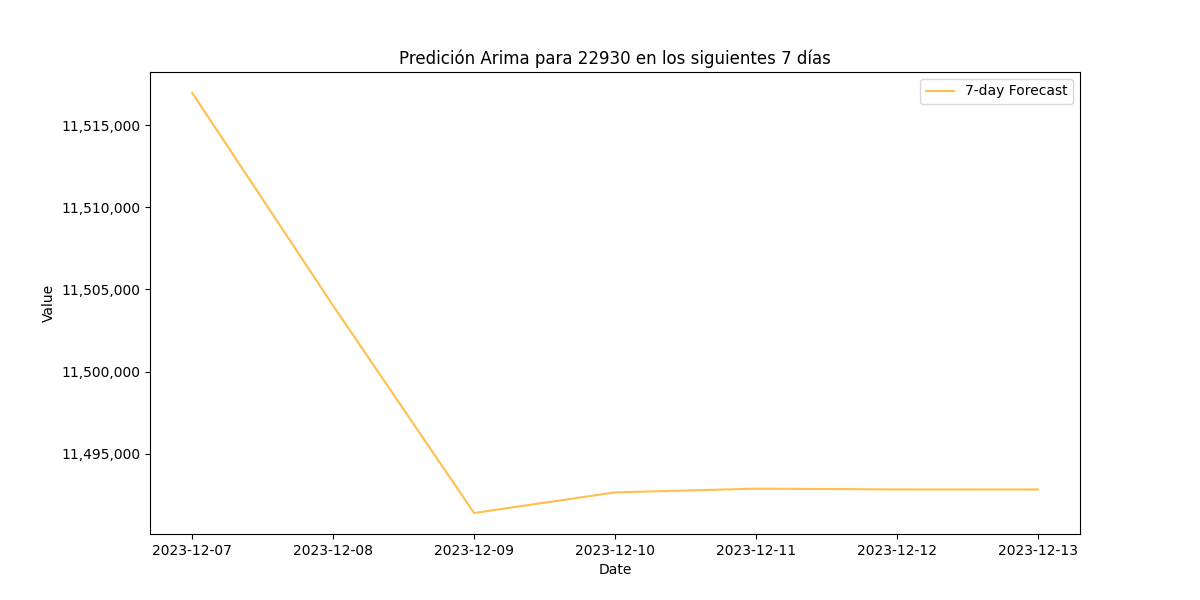 Predición Arima para 22930 en los siguientes 7 días
7-day Forecast
Value
11,515,000
11,510,000
11,505,000
11,500,000
11,495,000
2023-12-07 2023-12-08 2023-12-09 2023-12-10 2023-12-11 2023-12-12 2023-12-13
Date